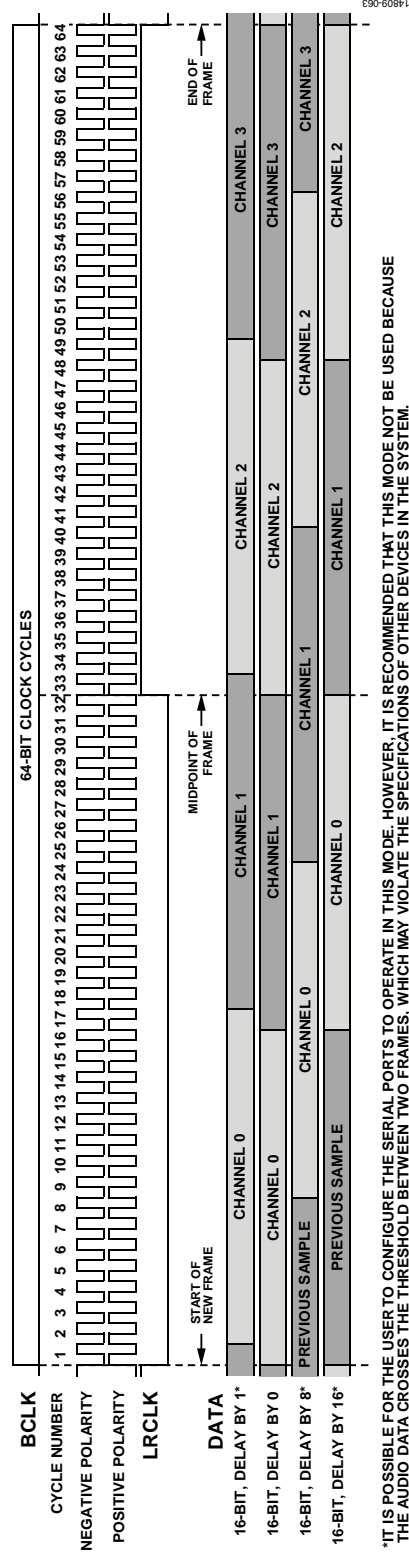 BCLK
64-BIT CLOCK CYCLES
CYCLE NUMBER 1 2 3 4 5 6 7 8 9 10 11 12 13 14 15 16 17 18 19 20 21 22 23 24 25 26 27 28 29 30 31 32 33 34 35 36 37 38 39 40 41 42 43 44 45 46 47 48 49 50 51 52 53 54 55 56 57 58 59 60 61 62 63 64
NEGATIVE POLARITY
POSITIVE POLARITY
LRCLK
START OF
NEW FRAME
MIDPOINT OF
FRAME
END OF
FRAME
DATA
16-BIT, DELAY BY 1* CHANNEL 0 CHANNEL 1 CHANNEL 2 CHANNEL 3
16-BIT, DELAY BY 0 CHANNEL 0 CHANNEL 1 CHANNEL 2 CHANNEL 3
16-BIT, DELAY BY 8* PREVIOUS SAMPLE CHANNEL 0 CHANNEL 1 CHANNEL 2 CHANNEL 3
16-BIT, DELAY BY 16* PREVIOUS SAMPLE CHANNEL 0 CHANNEL 1 CHANNEL 2
*IT IS POSSIBLE FOR THE USER TO CONFIGURE THE SERIAL PORTS TO OPERATE IN THIS MODE. HOWEVER, IT IS RECOMMENDED THAT THIS MODE NOT BE USED BECAUSE
THE AUDIO DATA CROSSES THE THRESHOLD BETWEEN TWO FRAMES, WHICH MAY VIOLATE THE SPECIFICATIONS OF OTHER DEVICES IN THE SYSTEM.
14809-063